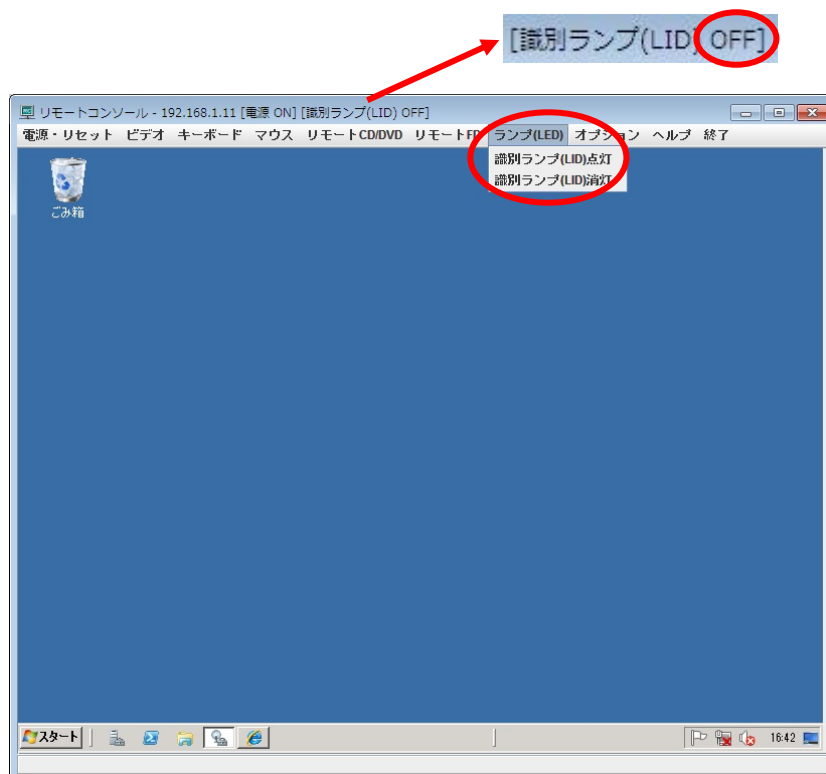 [識別ランプ(LID) OFF]
リモートコンソール - 192.168.1.11 [電源 ON] [識別ランプ(LID) OFF]
電源・リセット ビデオ キーボード マウス リモートCD/DVD リモートFD ランプ(LED) オプション ヘルプ 終了
識別ランプ(LID)点灯
識別ランプ(LID)消灯
ごみ箱
スタート
16:42